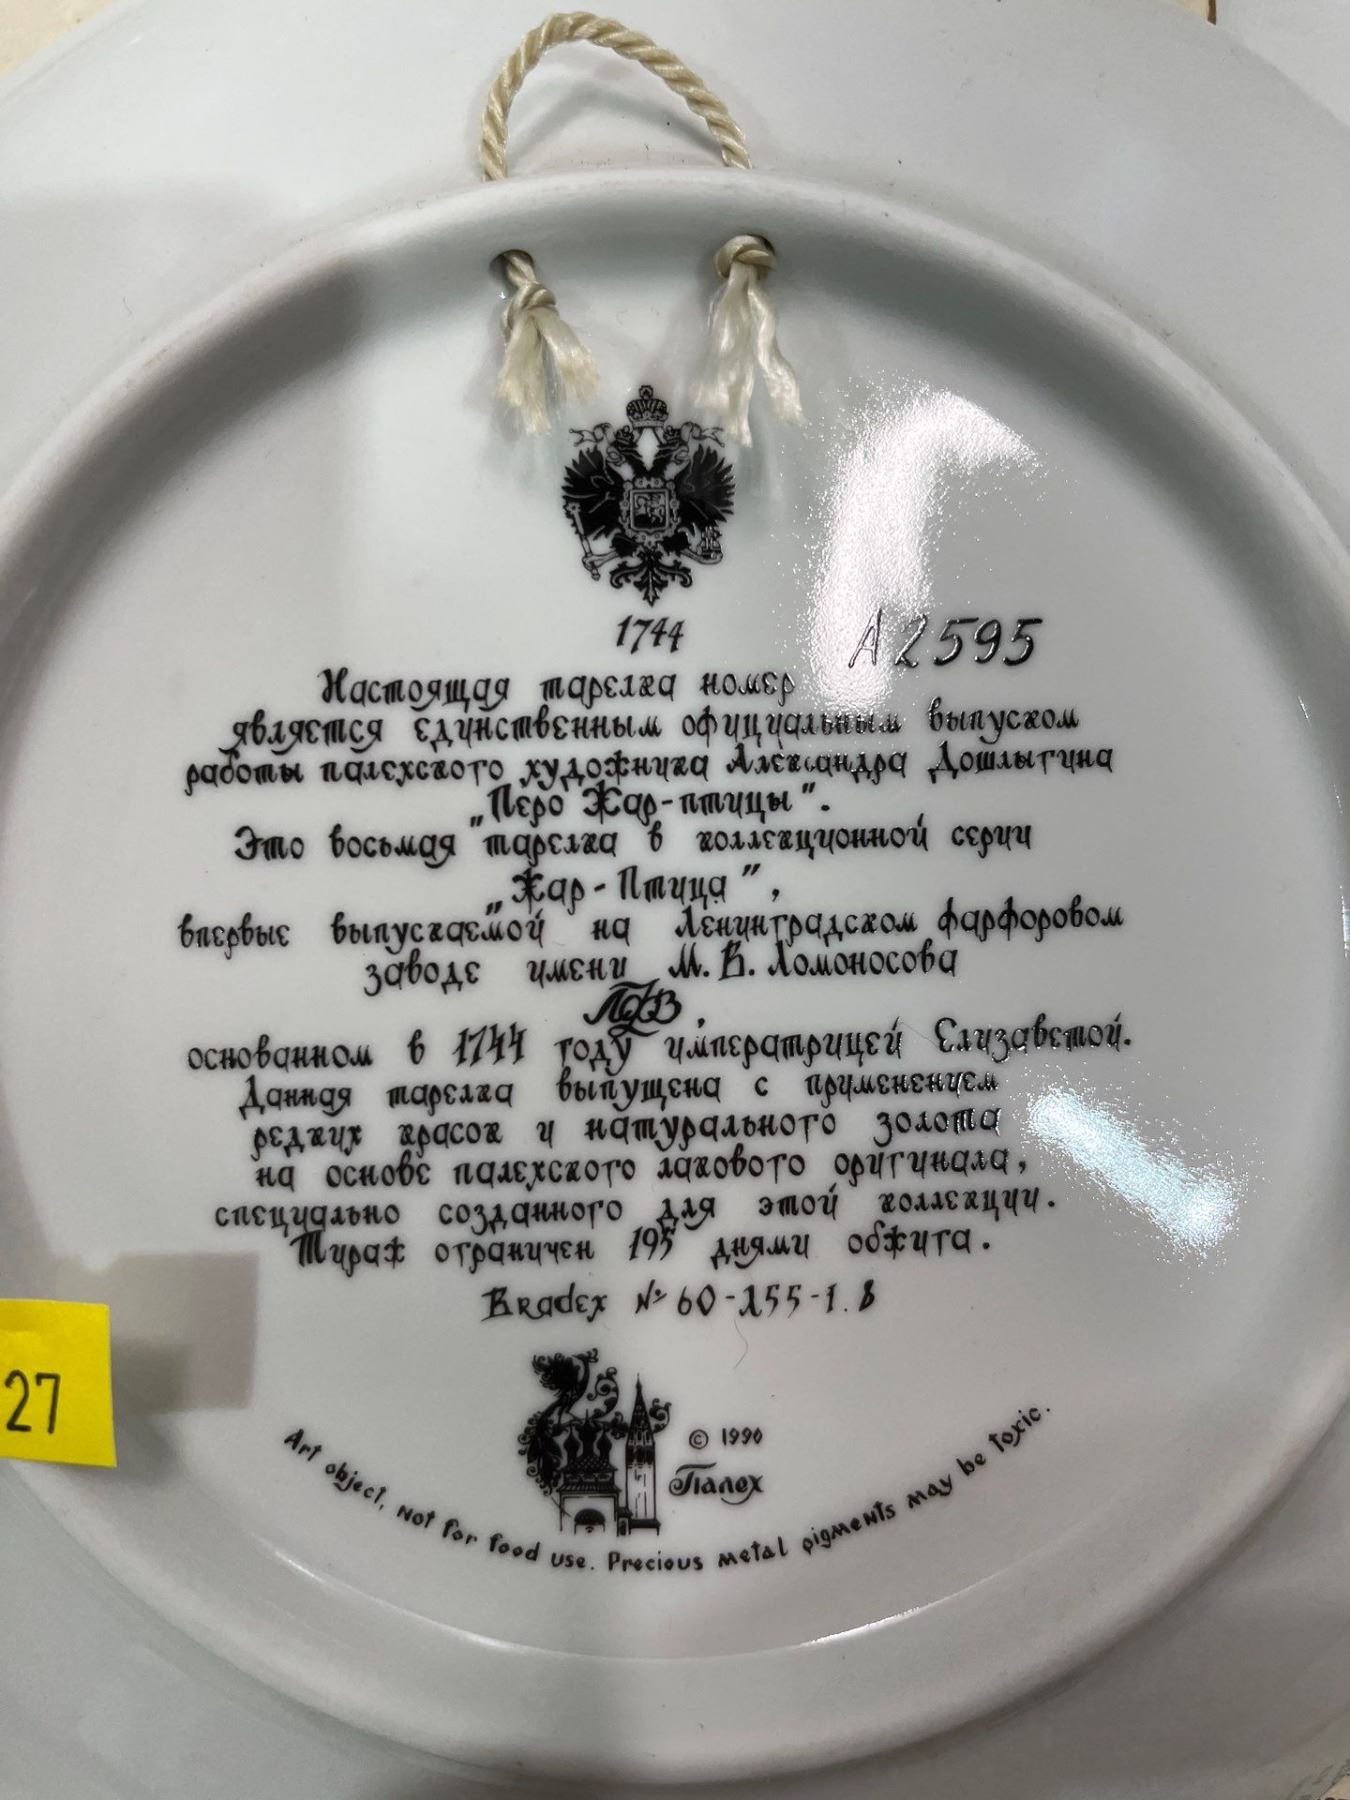 1744
A2595
Настоящая тарелка номер
является единственным официальным выпуском
работы палехского художника Александра Дошлыгина
„Перо Жар-птицы”.
Это восьмая тарелка в коллекционной серии
„Жар-Птица”,
впервые выпускаемой на Ленинградском фарфоровом
заводе имени М. В. Ломоносова
ЛФЗ,
основанном в 1744 году императрицей Елизаветой.
Данная тарелка выпущена с применением
редких красок и натурального золота
на основе палехского лакового оригинала,
специально созданного для этой коллекции.
Тираж ограничен 195 днями обжига.
Bradex № 60-L55-1.8
© 1990
Палех
Art object, not for food use. Precious metal pigments may be toxic.
27